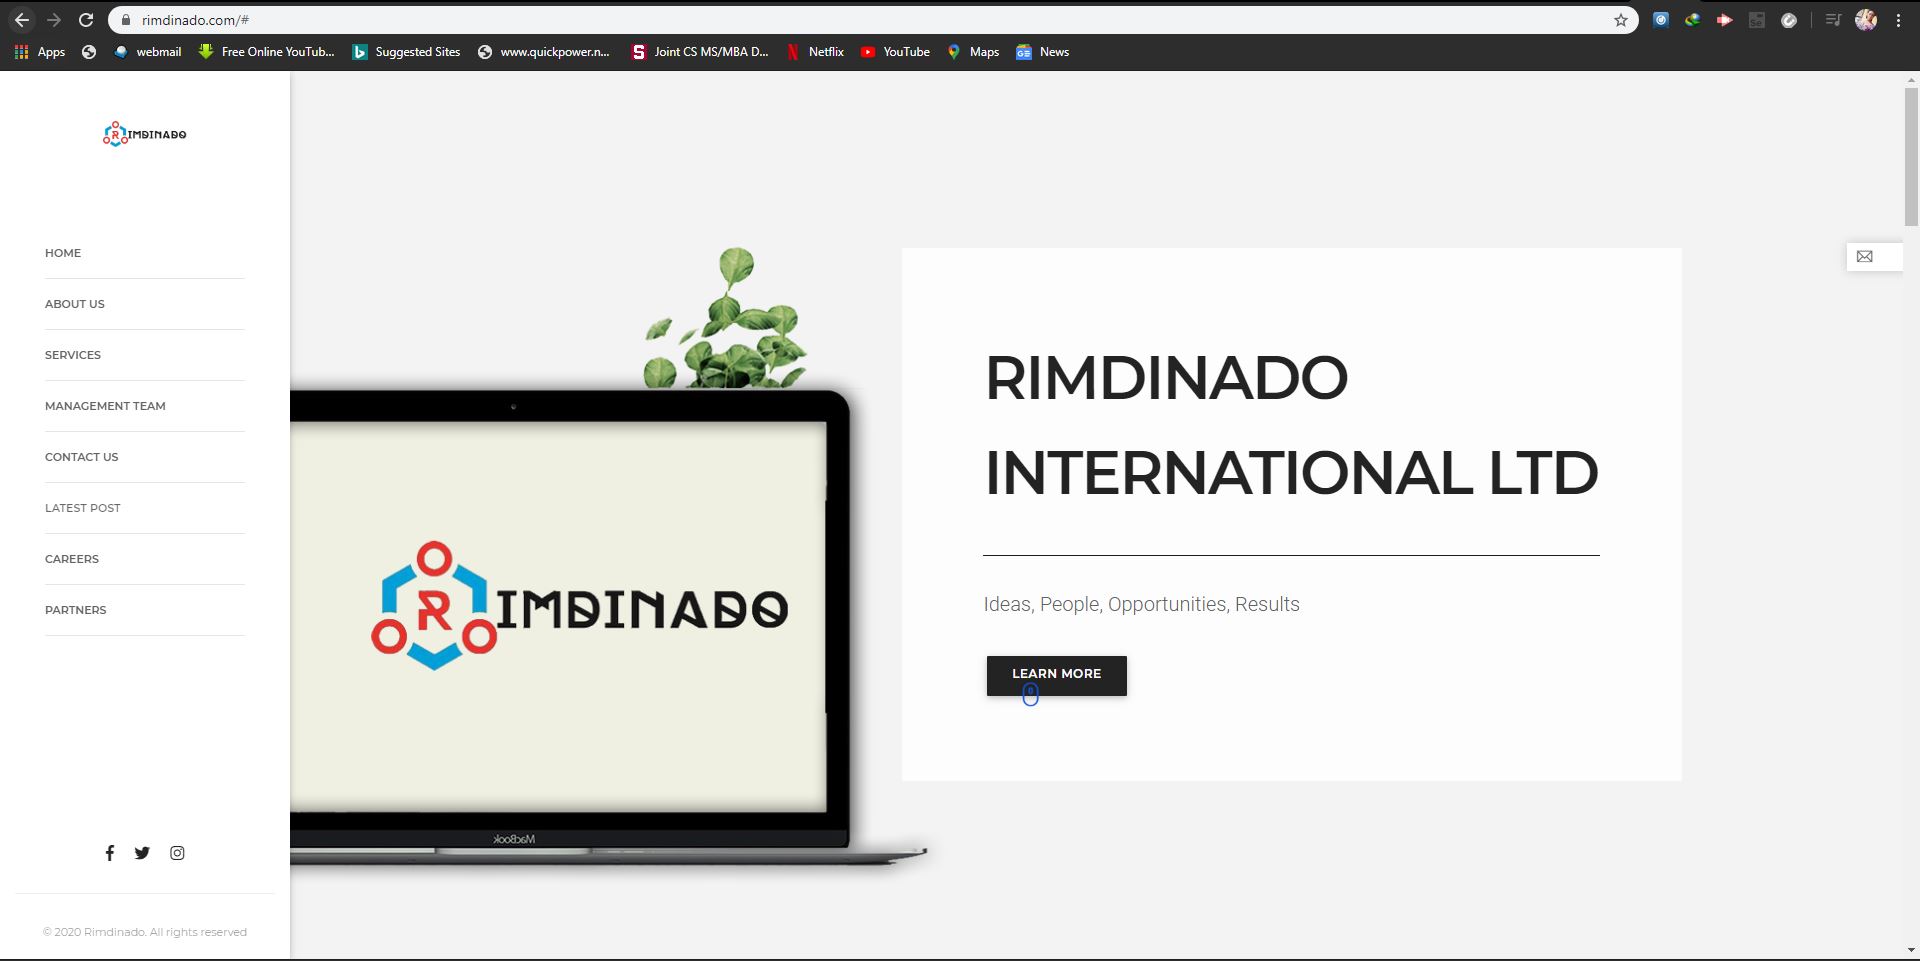 rimdinado.com/#
Apps
webmail
Free Online YouTub...
Suggested Sites
www.quickpower.n...
Joint CS MS/MBA D...
Netflix
YouTube
Maps
News
RIMDINADO
HOME
ABOUT US
SERVICES
MANAGEMENT TEAM
CONTACT US
LATEST POST
CAREERS
PARTNERS
© 2020 Rimdinado. All rights reserved
RIMDINADO
MacBook
RIMDINADO
INTERNATIONAL LTD
Ideas, People, Opportunities, Results
LEARN MORE